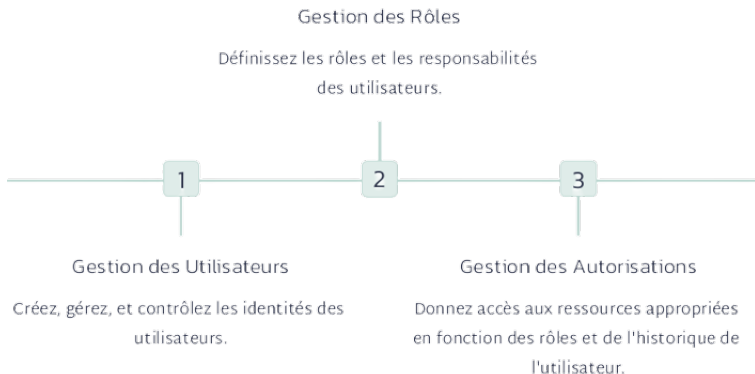 Gestion des Rôles
Définissez les rôles et les responsabilités
des utilisateurs.
1
2
3
Gestion des Utilisateurs
Créez, gérez, et contrôlez les identités des
utilisateurs.
Gestion des Autorisations
Donnez accès aux ressources appropriées
en fonction des rôles et de l'historique de
l'utilisateur.